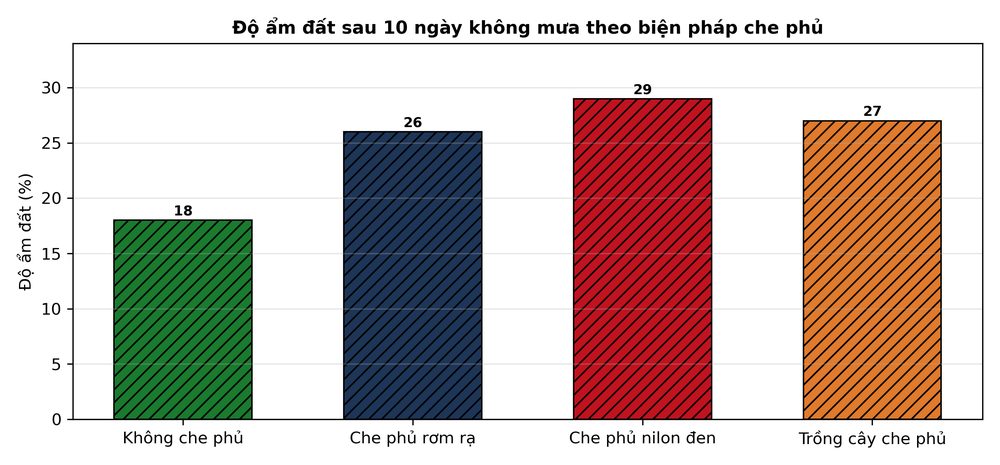 Độ ẩm đất sau 10 ngày không mưa theo biện pháp che phủ
Độ ẩm đất (%)
30
25
20
15
10
5
0
18
26
29
27
Không che phủ
Che phủ rơm rạ
Che phủ nilon đen
Trồng cây che phủ